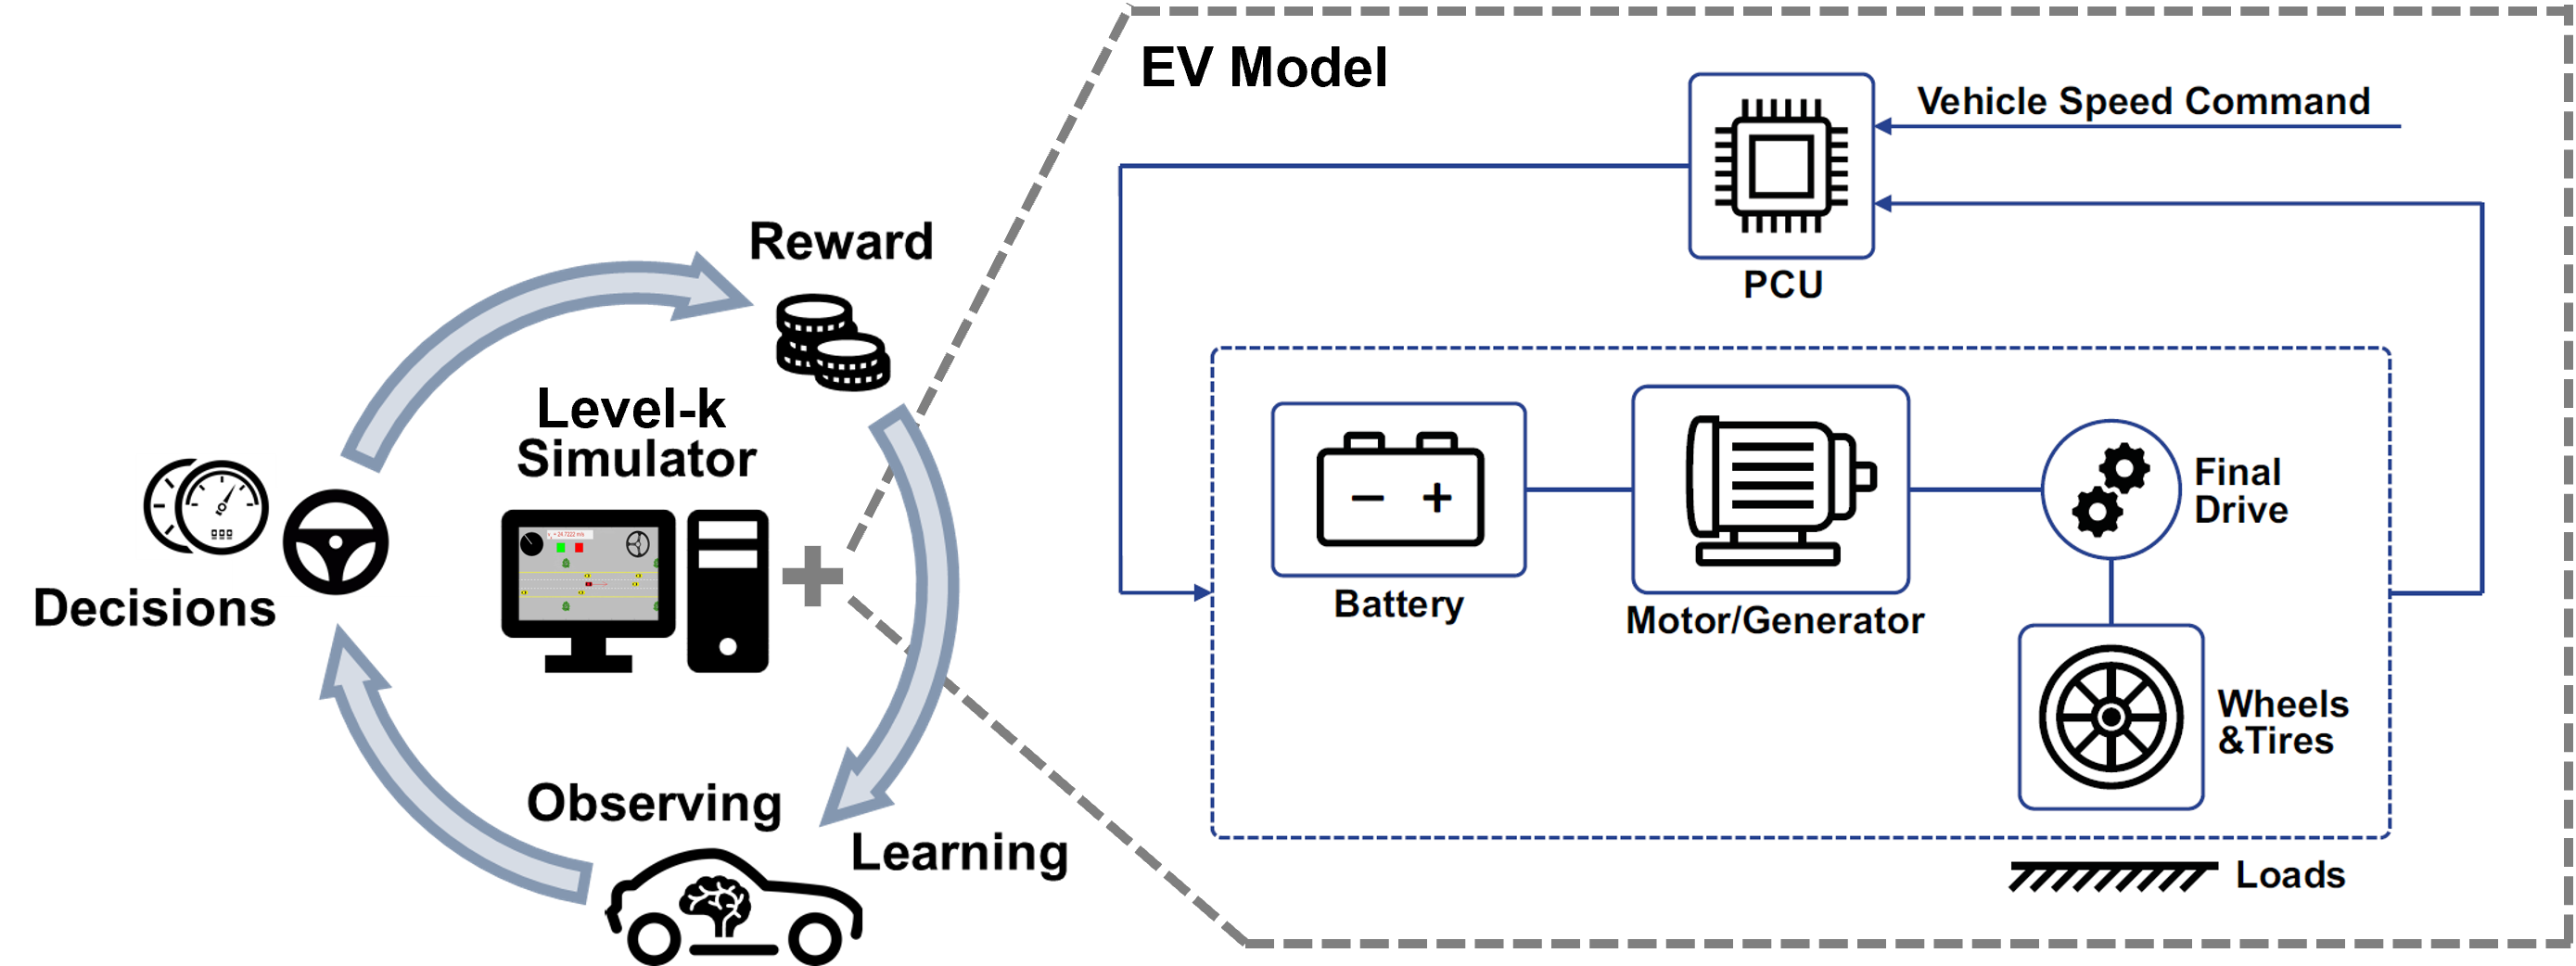 EV Model
Vehicle Speed Command
PCU
Reward
Level-k
Simulator
Decisions
Battery
Motor/Generator
Final
Drive
Wheels
&Tires
Observing
Learning
Loads